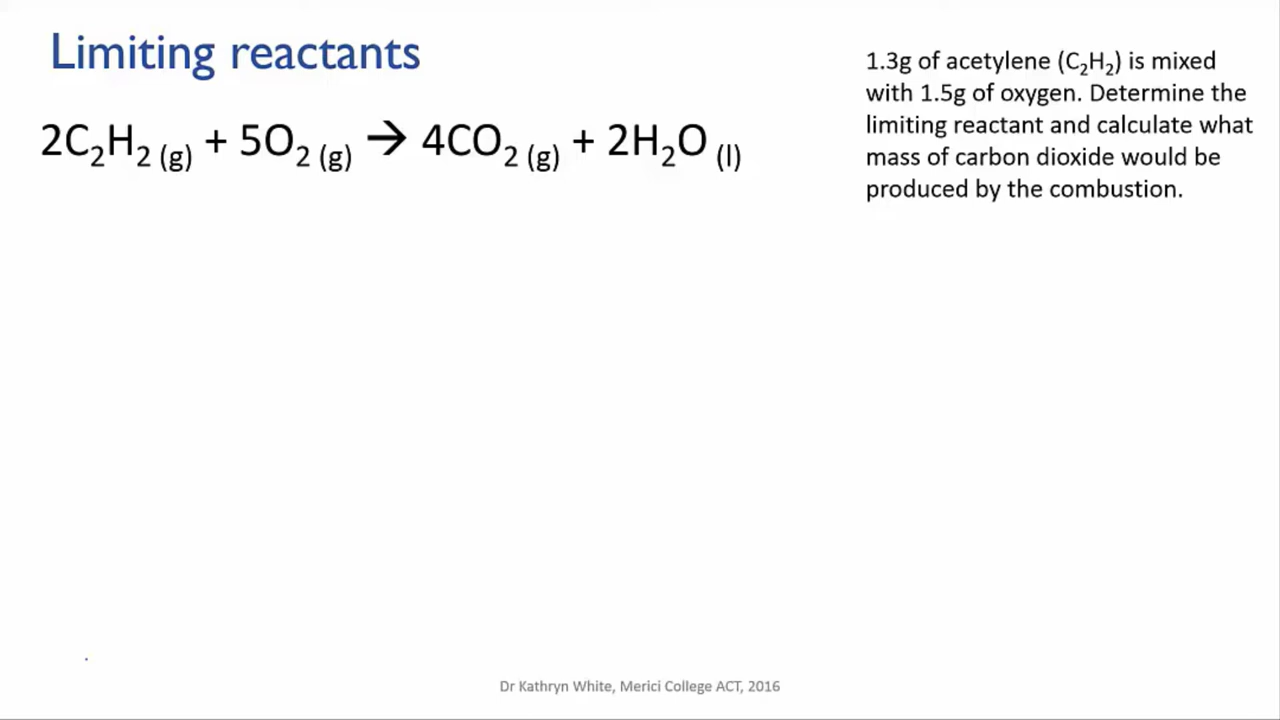 Limiting reactants
1.3g of acetylene (C₂H₂) is mixed
with 1.5g of oxygen. Determine the
limiting reactant and calculate what
mass of carbon dioxide would be
produced by the combustion.
2C₂H₂ (g) + 5O₂ (g) → 4CO₂ (g) + 2H₂O (l)
Dr Kathryn White, Merici College ACT, 2016